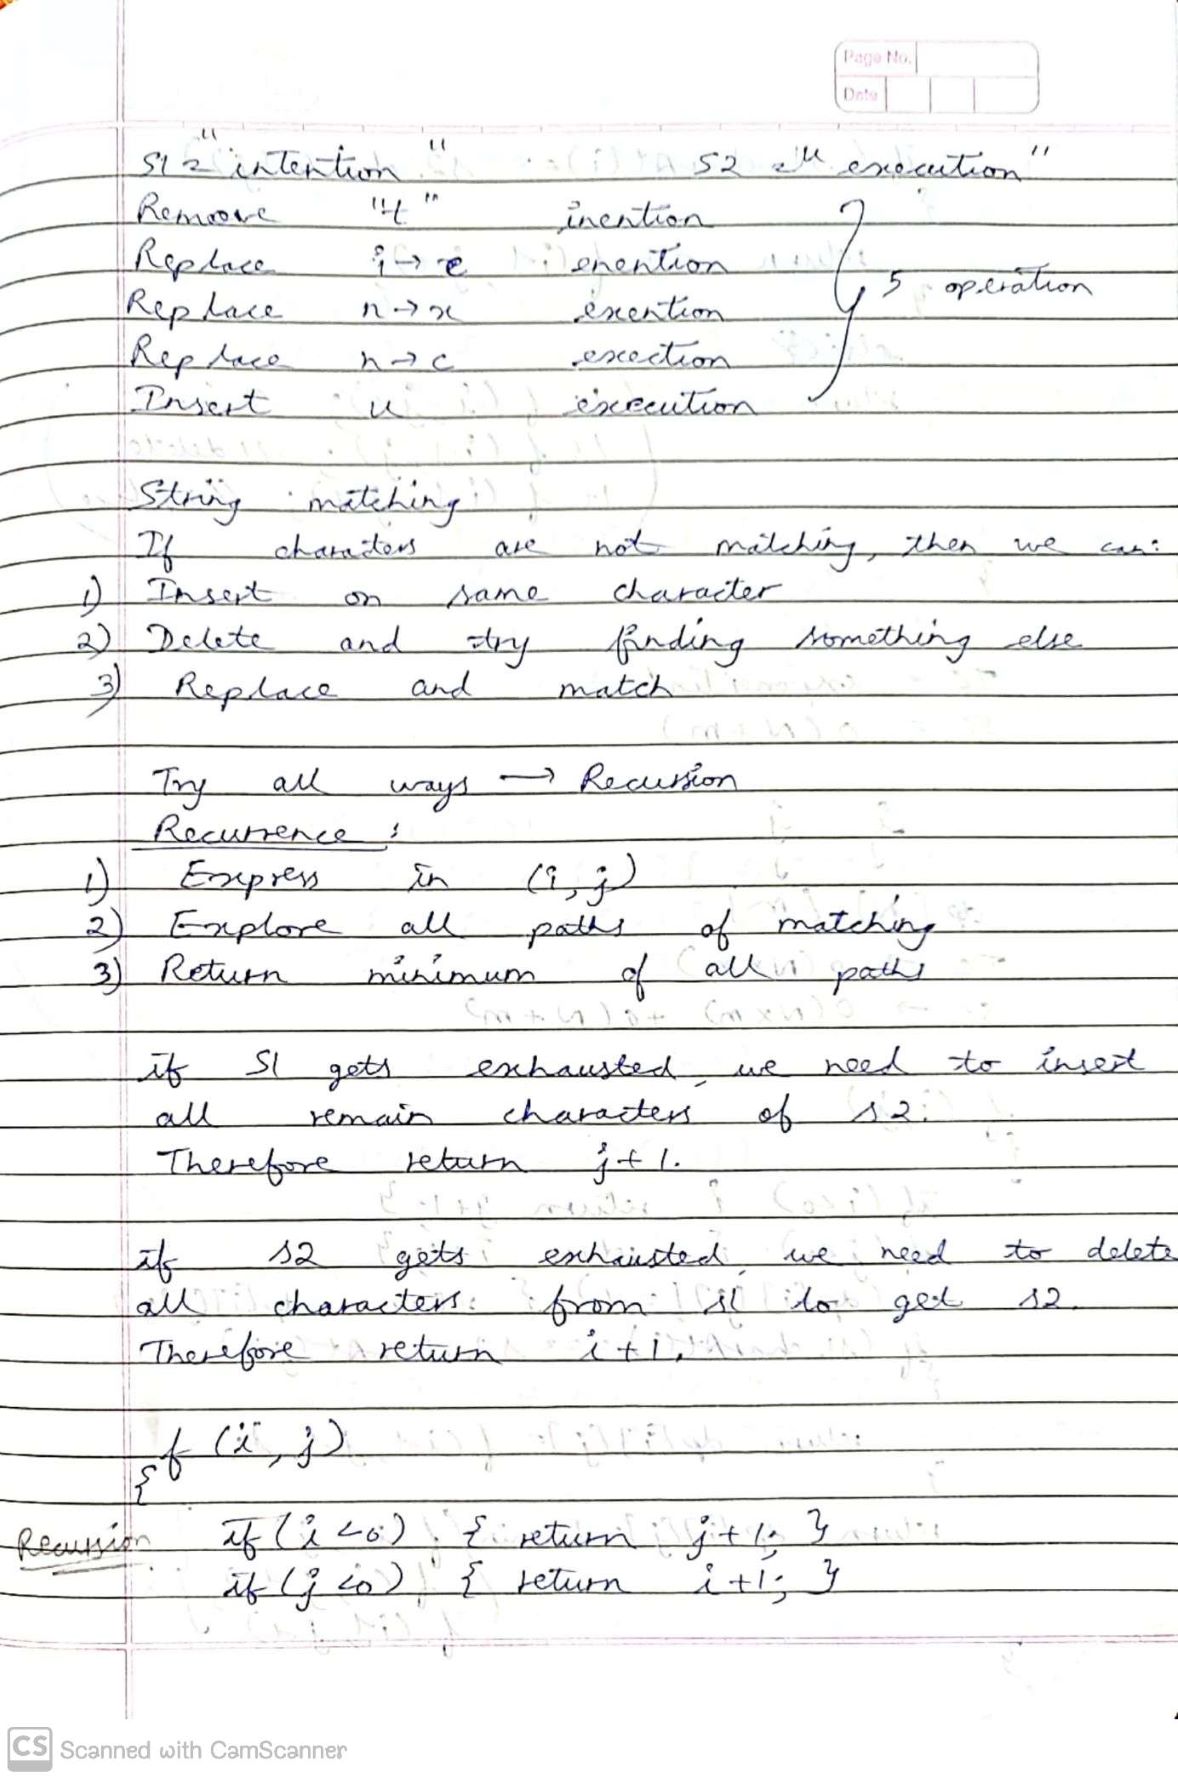 Page No.
Date
S1 = "intention" S2 = "execution"
Remove "t" inention
Replace i → e enention
Replace n → x exention
Replace n → c exection
Insert u execution
5 operation
String matching
If characters are not matching, then we can:
1) Insert on same character
2) Delete and try finding something else
3) Replace and match
Try all ways → Recursion
Recurrence :
1) Express in (i, j)
2) Explore all paths of matching
3) Return minimum of all paths
if S1 gets exhausted, we need to insert
all remain characters of s2.
Therefore return j+1.
if s2 gets exhausted, we need to delete
all characters from s1 to get s2.
Therefore return i+1.
f (i, j)
{
Recursion if (i <0) { return j+1; }
if (j <0) { return i+1; }
CS Scanned with CamScanner